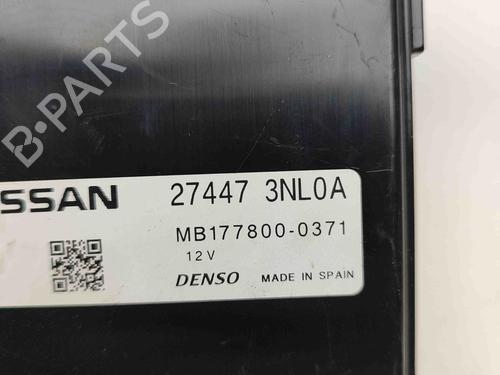 B-PARTS
SSAN 27447 3NL0A
MB177800-0371
12V
DENSO MADE IN SPAIN